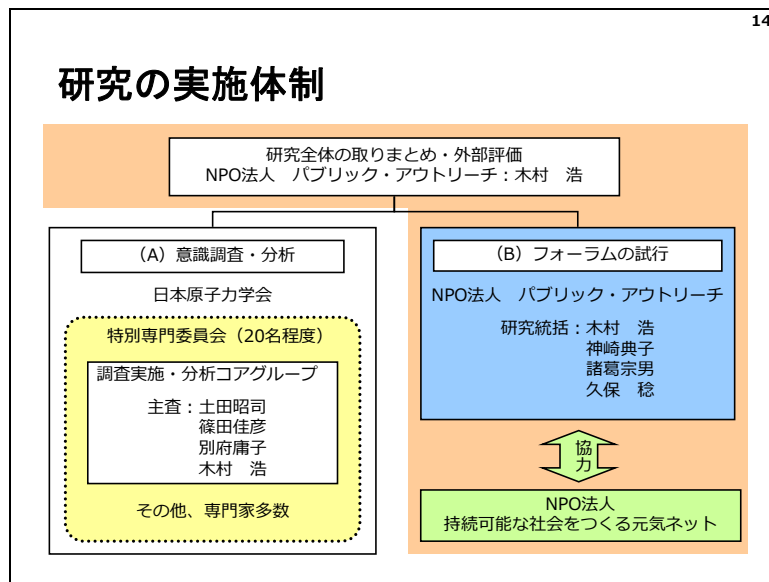 14
研究の実施体制
研究全体の取りまとめ・外部評価
NPO法人　パブリック・アウトリーチ：木村　浩
（A）意識調査・分析
日本原子力学会
特別専門委員会（20名程度）
調査実施・分析コアグループ
主査：土田昭司
篠田佳彦
別府庸子
木村　浩
その他、専門家多数
（B）フォーラムの試行
NPO法人　パブリック・アウトリーチ
研究統括：木村　浩
神崎典子
諸葛宗男
久保　稔
協力
NPO法人
持続可能な社会をつくる元気ネット